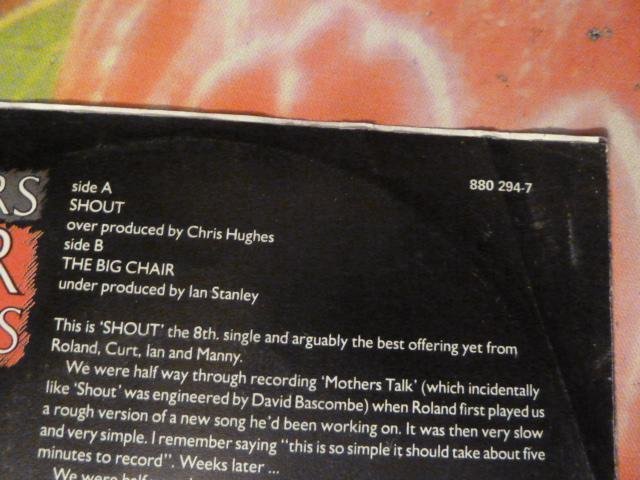 RS
R
S
880 294-7
side A
SHOUT
over produced by Chris Hughes
side B
THE BIG CHAIR
under produced by Ian Stanley
This is 'SHOUT' the 8th. single and arguably the best offering yet from
Roland, Curt, Ian and Manny.
We were half way through recording 'Mothers Talk' (which incidentally
like 'Shout' was engineered by David Bascombe) when Roland first played us
a rough version of a new song he'd been working on. It was then very slow
and very simple. I remember saying "this is so simple it should take about five
minutes to record". Weeks later ...
We were half